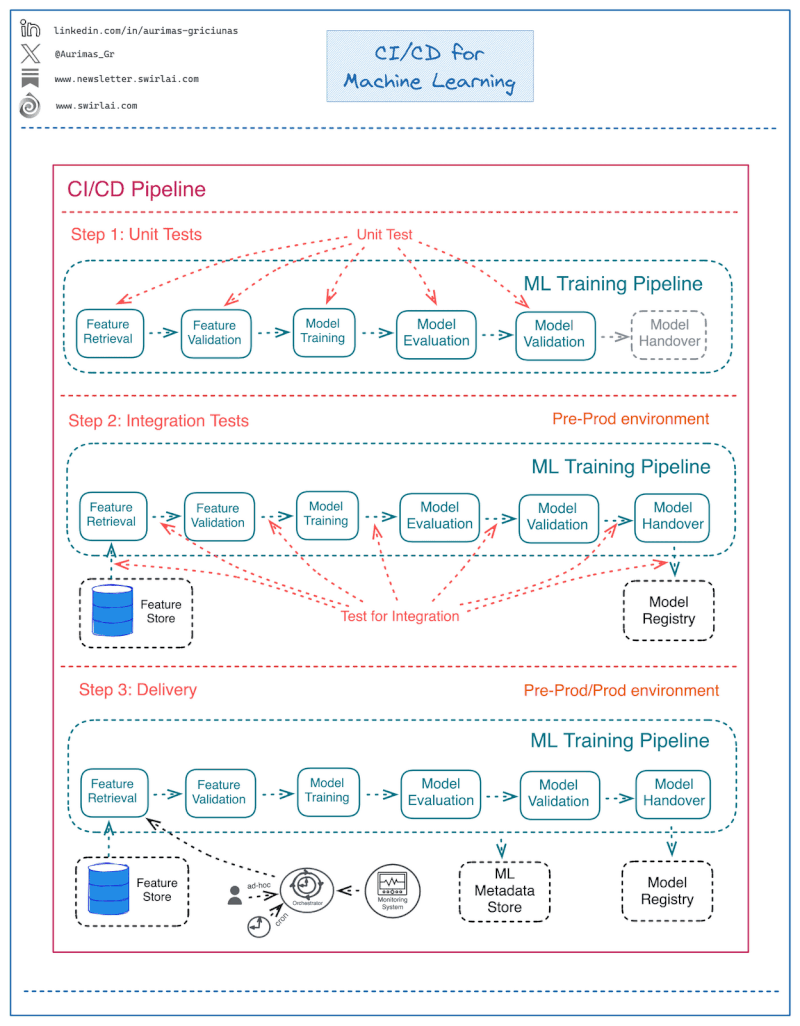 in
linkedin.com/in/aurimas-griciunas
@Aurimas_Gr
www.newsletter.swirlai.com
www.swirlai.com
CI/CD for
Machine Learning
CI/CD Pipeline
Step 1: Unit Tests
Unit Test
ML Training Pipeline
Feature
Retrieval
Feature
Validation
Model
Training
Model
Evaluation
Model
Validation
Model
Handover
Step 2: Integration Tests
Pre-Prod environment
ML Training Pipeline
Feature
Retrieval
Feature
Validation
Model
Training
Model
Evaluation
Model
Validation
Model
Handover
Feature
Store
Test for Integration
Model
Registry
Step 3: Delivery
Pre-Prod/Prod environment
ML Training Pipeline
Feature
Retrieval
Feature
Validation
Model
Training
Model
Evaluation
Model
Validation
Model
Handover
Feature
Store
ad-hoc
cron
Orchestrator
Monitoring
System
ML
Metadata
Store
Model
Registry